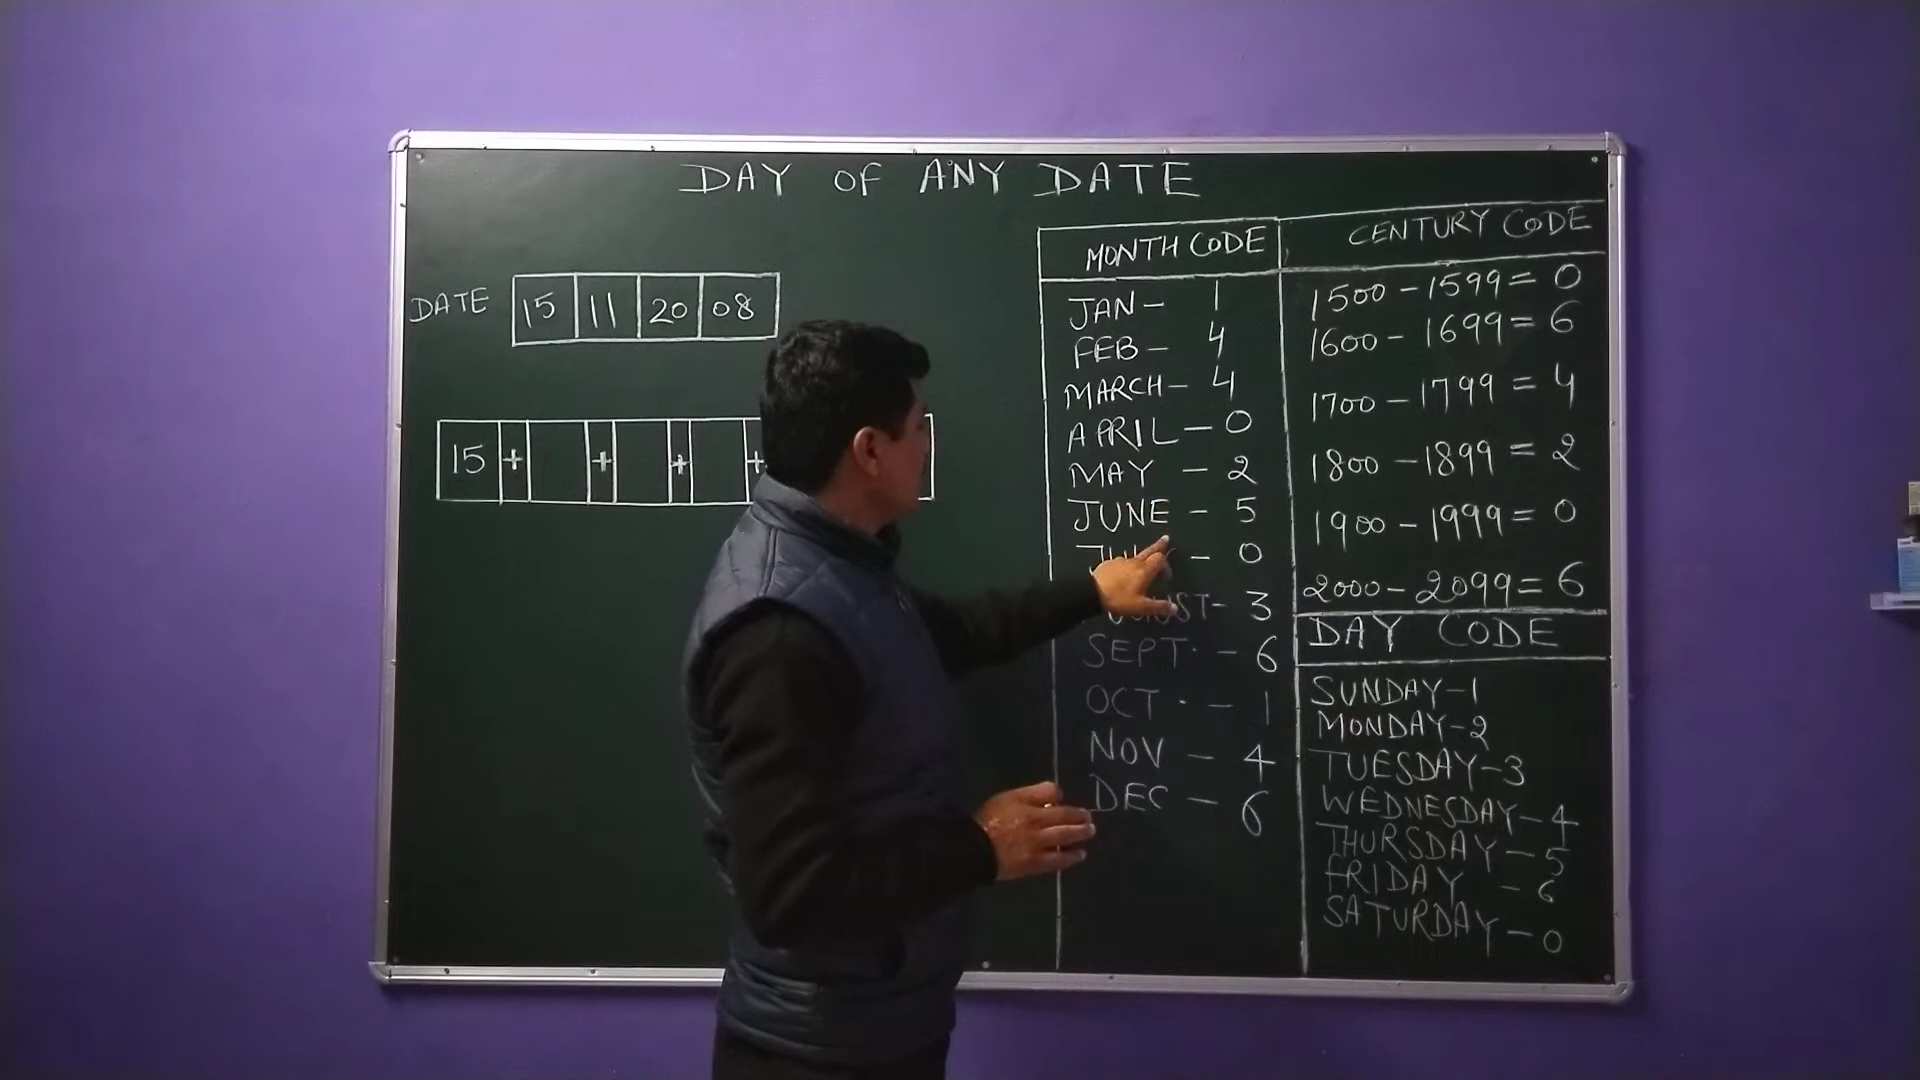 DAY OF ANY DATE
DATE 15 11 20 08
15 + + + +
MONTH CODE
JAN - 1
FEB - 4
MARCH - 4
APRIL - 0
MAY - 2
JUNE - 5
- 0
- 3
SEPT. - 6
OCT. - 1
NOV - 4
DEC - 6
CENTURY CODE
1500 - 1599 = 0
1600 - 1699 = 6
1700 - 1799 = 4
1800 - 1899 = 2
1900 - 1999 = 0
2000 - 2099 = 6
DAY CODE
SUNDAY - 1
MONDAY - 2
TUESDAY - 3
WEDNESDAY - 4
THURSDAY - 5
FRIDAY - 6
SATURDAY - 0